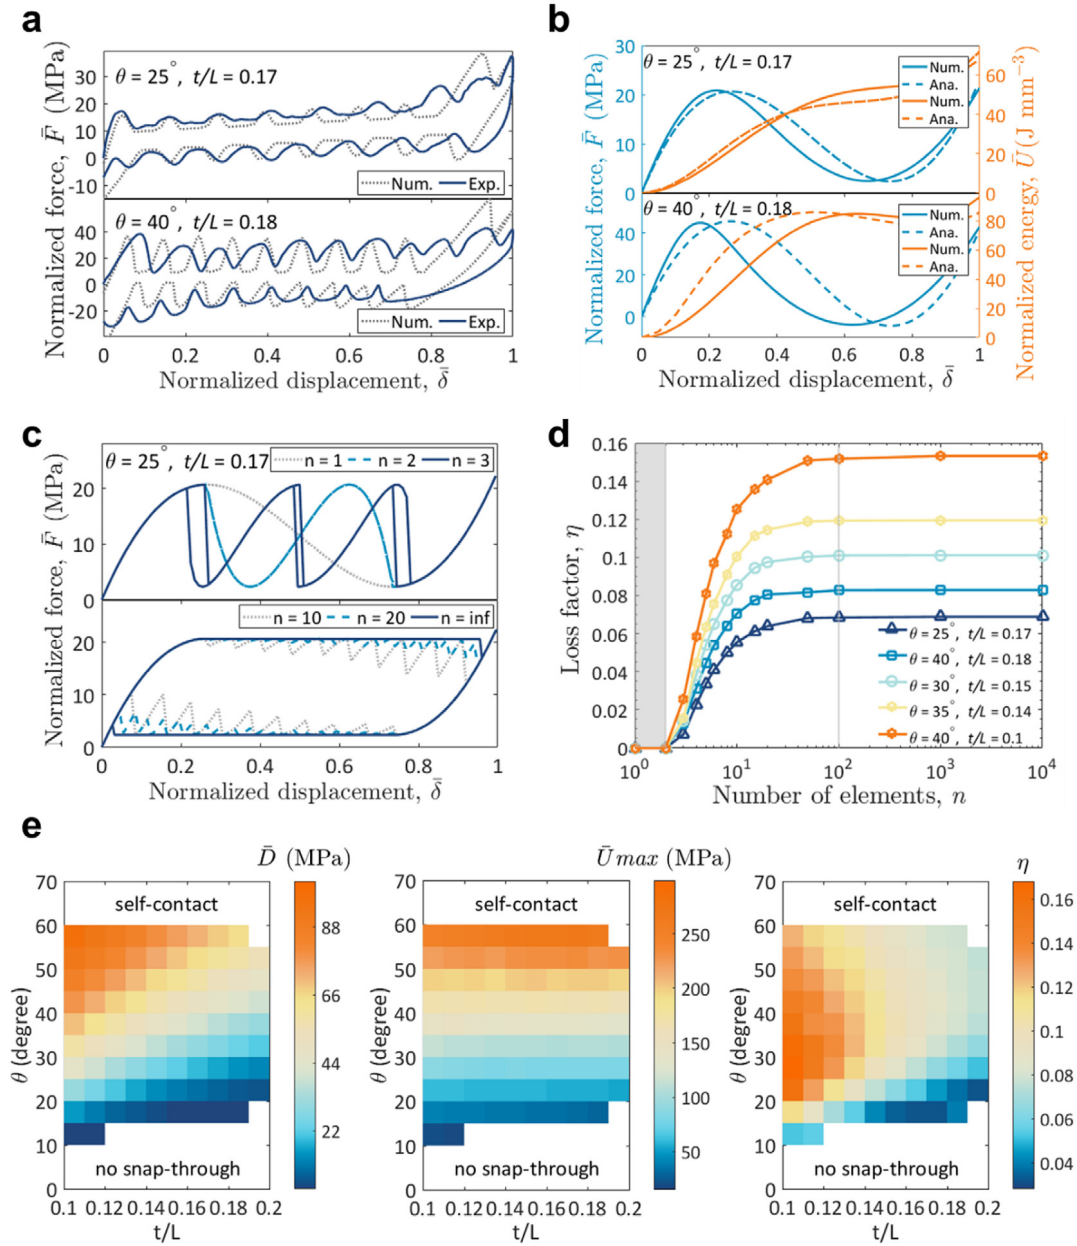 a
θ = 25°, t/L = 0.17
Normalized force, F̄ (MPa)
30
20
10
0
-10
Num. Exp.
θ = 40°, t/L = 0.18
40
20
0
-20
Num. Exp.
0 0.2 0.4 0.6 0.8 1
Normalized displacement, δ̄
b
θ = 25°, t/L = 0.17
Normalized force, F̄ (MPa)
30
20
10
0
Num.
Ana.
Num.
Ana.
60
40
20
0
Normalized energy, Ū (J mm⁻³)
θ = 40°, t/L = 0.18
40
20
0
Num.
Ana.
Num.
Ana.
80
60
40
20
0
0 0.2 0.4 0.6 0.8 1
Normalized displacement, δ̄
c
θ = 25°, t/L = 0.17
n = 1 n = 2 n = 3
Normalized force, F̄ (MPa)
20
10
0
n = 10 n = 20 n = inf
20
10
0
0 0.2 0.4 0.6 0.8 1
Normalized displacement, δ̄
d
Loss factor, η
0.16
0.14
0.12
0.1
0.08
0.06
0.04
0.02
0
θ = 25°, t/L = 0.17
θ = 40°, t/L = 0.18
θ = 30°, t/L = 0.15
θ = 35°, t/L = 0.14
θ = 40°, t/L = 0.1
10⁰ 10¹ 10² 10³ 10⁴
Number of elements, n
e
D̄ (MPa)
θ (degree)
70
60
50
40
30
20
10
0
self-contact
no snap-through
0.1 0.12 0.14 0.16 0.18 0.2
t/L
88
66
44
22
Ūmax (MPa)
θ (degree)
70
60
50
40
30
20
10
0
self-contact
no snap-through
0.1 0.12 0.14 0.16 0.18 0.2
t/L
250
200
150
100
50
η
θ (degree)
70
60
50
40
30
20
10
0
self-contact
no snap-through
0.1 0.12 0.14 0.16 0.18 0.2
t/L
0.16
0.14
0.12
0.1
0.08
0.06
0.04